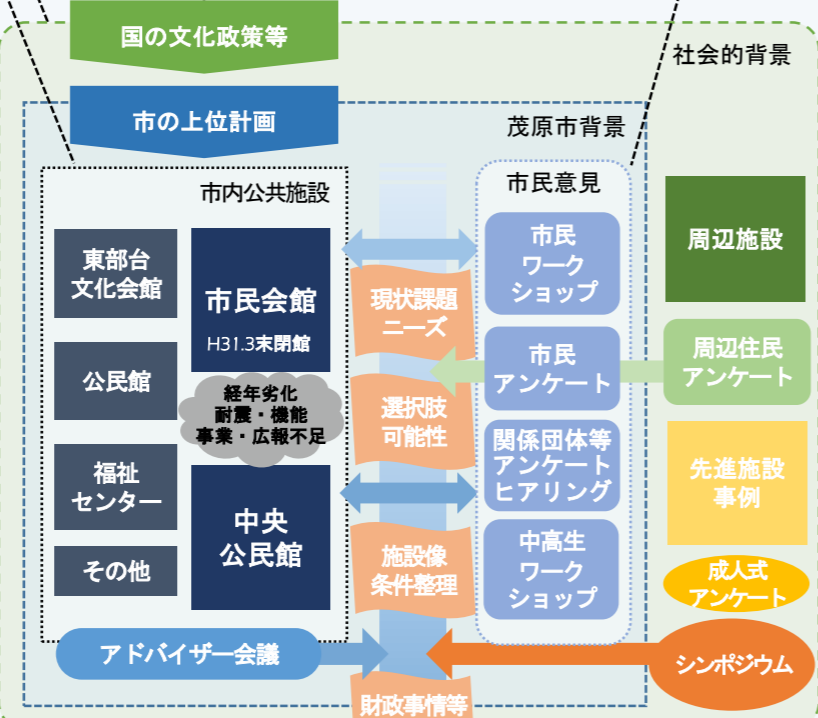 国の文化政策等
社会的背景
市の上位計画
茂原市背景
市内公共施設
市民意見
東部台
文化会館
市民会館
H31.3末閉館
公民館
経年劣化
耐震・機能
事業・広報不足
福祉
センター
中央
公民館
その他
アドバイザー会議
現状課題
ニーズ
選択肢
可能性
施設像
条件整理
財政事情等
市民
ワーク
ショップ
市民
アンケート
関係団体等
アンケート
ヒアリング
中高生
ワーク
ショップ
周辺施設
周辺住民
アンケート
先進施設
事例
成人式
アンケート
シンポジウム